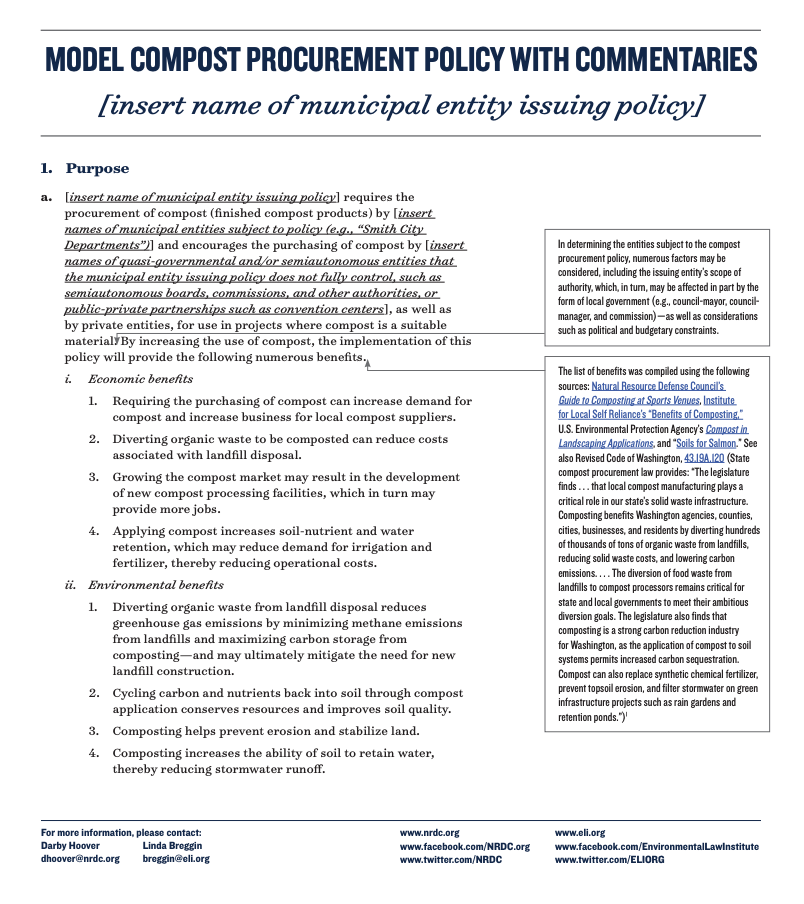 MODEL COMPOST PROCUREMENT POLICY WITH COMMENTARIES
[insert name of municipal entity issuing policy]
1. Purpose
a. [insert name of municipal entity issuing policy] requires the
procurement of compost (finished compost products) by [insert
names of municipal entities subject to policy (e.g., “Smith City
Departments”)] and encourages the purchasing of compost by [insert
names of quasi-governmental and/or semiautonomous entities that
the municipal entity issuing policy does not fully control, such as
semiautonomous boards, commissions, and other authorities, or
public-private partnerships such as convention centers], as well as
by private entities, for use in projects where compost is a suitable
material. By increasing the use of compost, the implementation of this
policy will provide the following numerous benefits.
i. Economic benefits
1. Requiring the purchasing of compost can increase demand for
compost and increase business for local compost suppliers.
2. Diverting organic waste to be composted can reduce costs
associated with landfill disposal.
3. Growing the compost market may result in the development
of new compost processing facilities, which in turn may
provide more jobs.
4. Applying compost increases soil-nutrient and water
retention, which may reduce demand for irrigation and
fertilizer, thereby reducing operational costs.
ii. Environmental benefits
1. Diverting organic waste from landfill disposal reduces
greenhouse gas emissions by minimizing methane emissions
from landfills and maximizing carbon storage from
composting—and may ultimately mitigate the need for new
landfill construction.
2. Cycling carbon and nutrients back into soil through compost
application conserves resources and improves soil quality.
3. Composting helps prevent erosion and stabilize land.
4. Composting increases the ability of soil to retain water,
thereby reducing stormwater runoff.
In determining the entities subject to the compost
procurement policy, numerous factors may be
considered, including the issuing entity’s scope of
authority, which, in turn, may be affected in part by the
form of local government (e.g., council-mayor, council-
manager, and commission)—as well as considerations
such as political and budgetary constraints.
The list of benefits was compiled using the following
sources: Natural Resource Defense Council’s
Guide to Composting at Sports Venues, Institute
for Local Self Reliance’s “Benefits of Composting,”
U.S. Environmental Protection Agency’s Compost in
Landscaping Applications, and “Soils for Salmon.” See
also Revised Code of Washington, 43.19A.120 (State
compost procurement law provides: “The legislature
finds . . . that local compost manufacturing plays a
critical role in our state’s solid waste infrastructure.
Composting benefits Washington agencies, counties,
cities, businesses, and residents by diverting hundreds
of thousands of tons of organic waste from landfills,
reducing solid waste costs, and lowering carbon
emissions. . . . The diversion of food waste from
landfills to compost processors remains critical for
state and local governments to meet their ambitious
diversion goals. The legislature also finds that
composting is a strong carbon reduction industry
for Washington, as the application of compost to soil
systems permits increased carbon sequestration.
Compost can also replace synthetic chemical fertilizer,
prevent topsoil erosion, and filter stormwater on green
infrastructure projects such as rain gardens and
retention ponds.”)¹
For more information, please contact:
Darby Hoover
dhoover@nrdc.org
Linda Breggin
breggin@eli.org
www.nrdc.org
www.facebook.com/NRDC.org
www.twitter.com/NRDC
www.eli.org
www.facebook.com/EnvironmentalLawInstitute
www.twitter.com/ELIORG